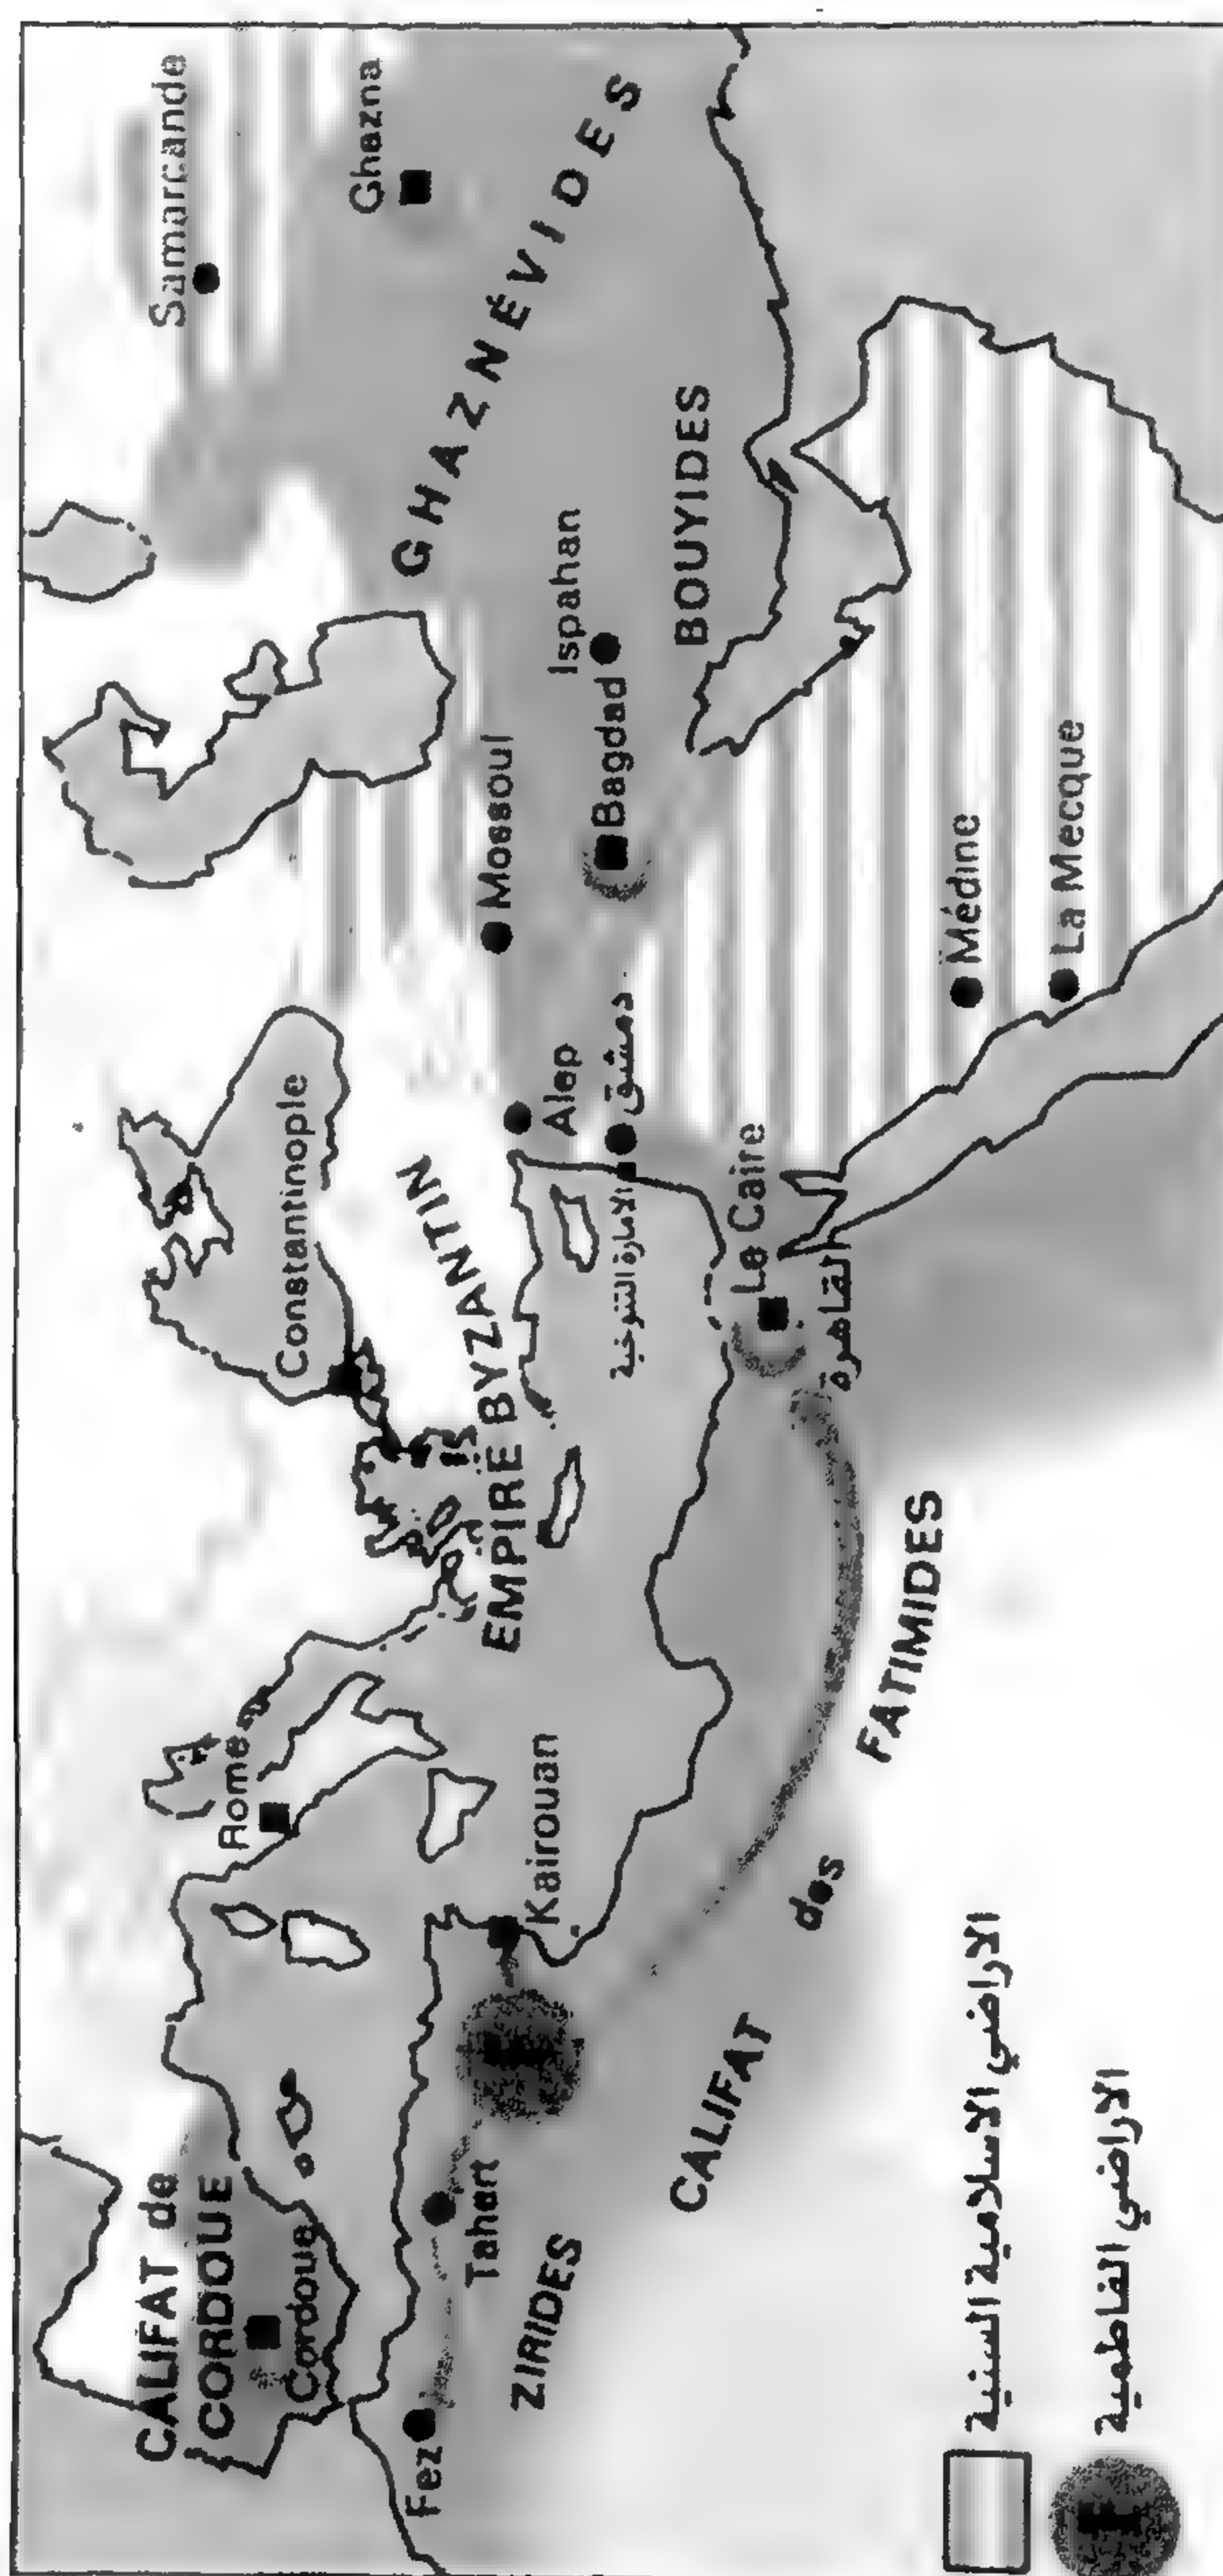 CALIFAT de
CORDOUE
Cordoue
Fez
Tahert
ZIRIDES
Kairouan
Rome
EMPIRE BYZANTIN
Constantinople
CALIFAT
des
FATIMIDES
Le Caire
القاهرة
الامارة التنوخية
دمشق
Alep
Mossoul
Bagdad
Ispahan
BOUYIDES
GHAZNÉVIDES
Samarcande
Ghazna
Médine
La Mecque
الاراضي الاسلامية السنية
الاراضي الفاطمية